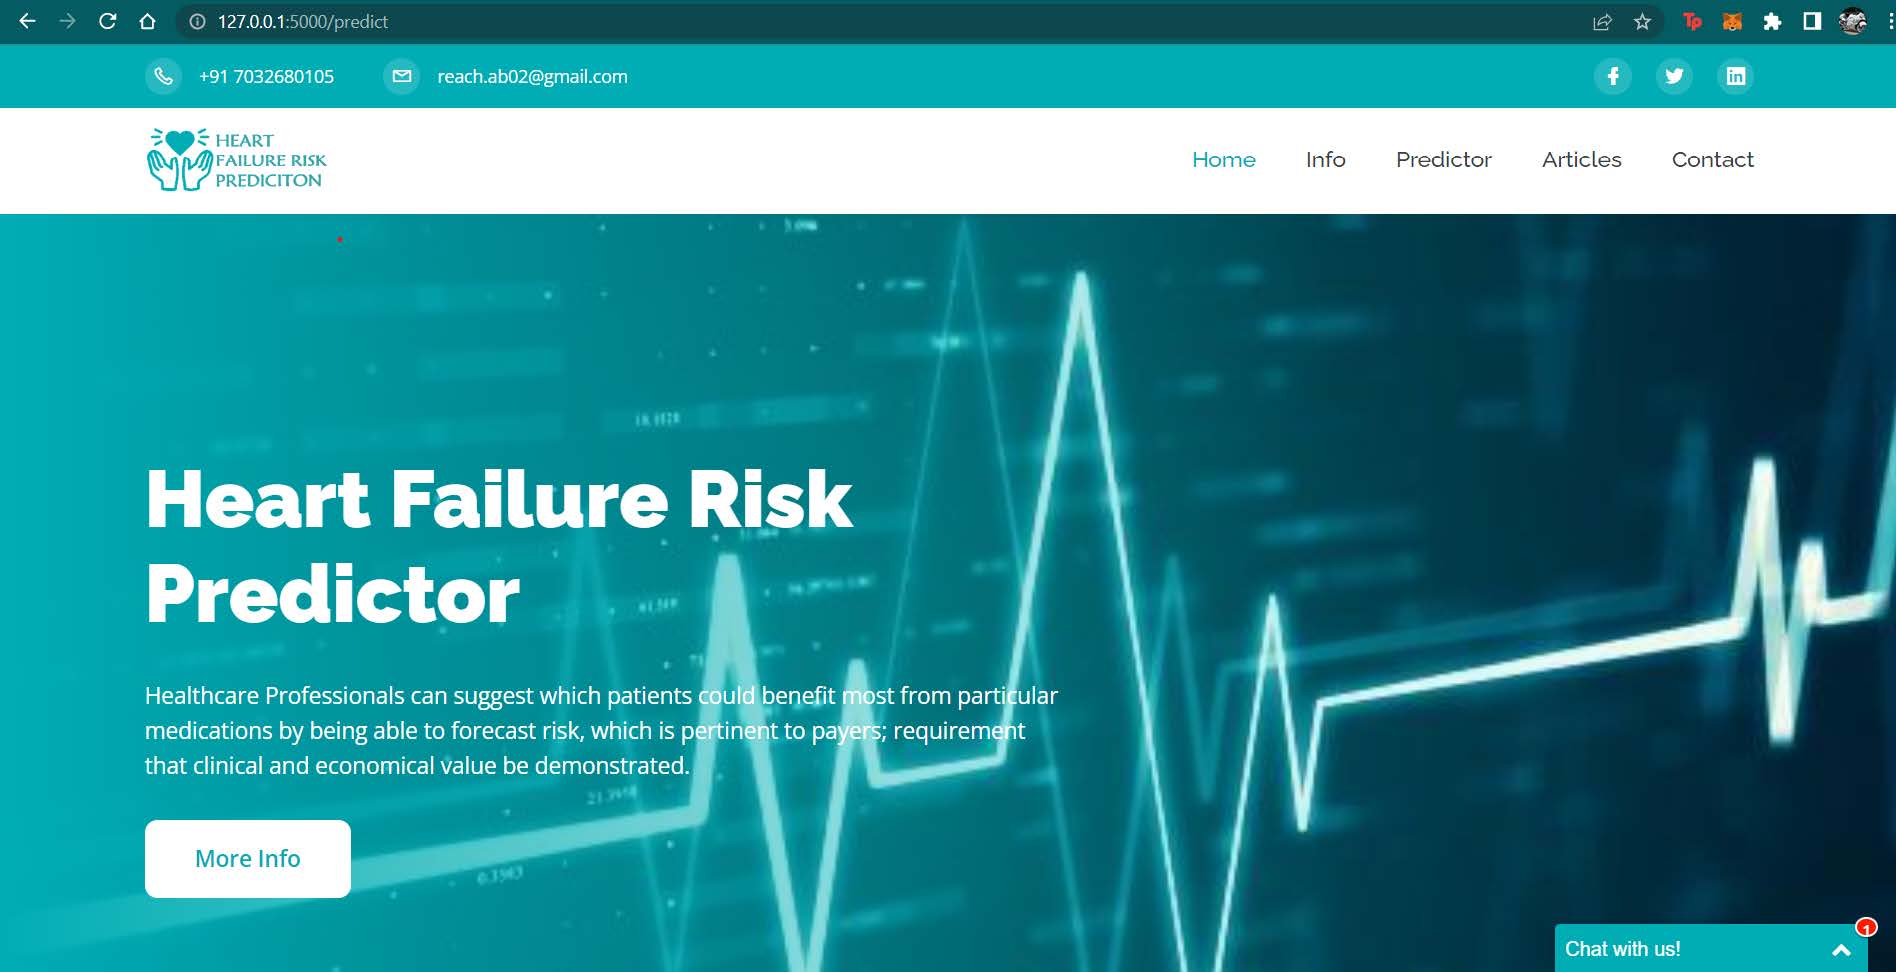 127.0.0.1:5000/predict
Tp
+91 7032680105
reach.ab02@gmail.com
HEART
FAILURE RISK
PREDICITON
Home
Info
Predictor
Articles
Contact
Heart Failure Risk
Predictor
Healthcare Professionals can suggest which patients could benefit most from particular
medications by being able to forecast risk, which is pertinent to payers; requirement
that clinical and economical value be demonstrated.
More Info
1
Chat with us!